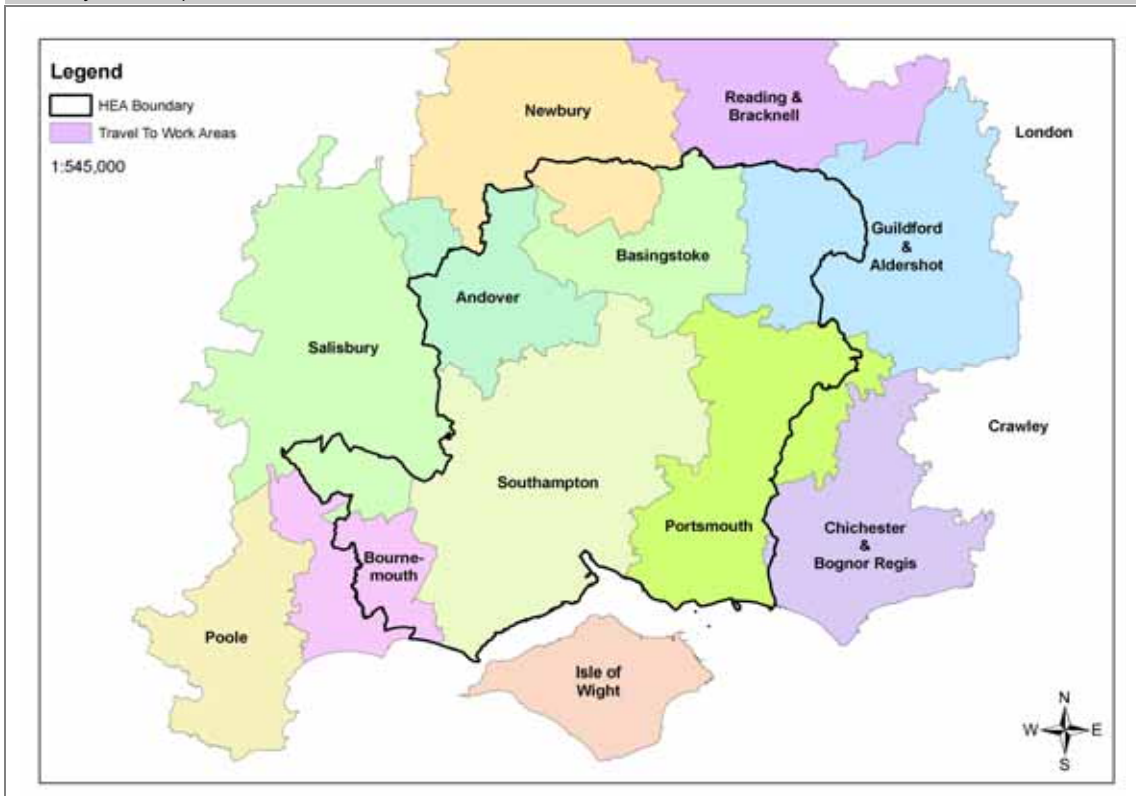 Legend
HEA Boundary
Travel To Work Areas
1:545,000
Newbury
Reading &
Bracknell
London
Guildford
&
Aldershot
Basingstoke
Andover
Salisbury
Crawley
Southampton
Portsmouth
Chichester
&
Bognor Regis
Bourne-
mouth
Poole
Isle of
Wight
N
W E
S